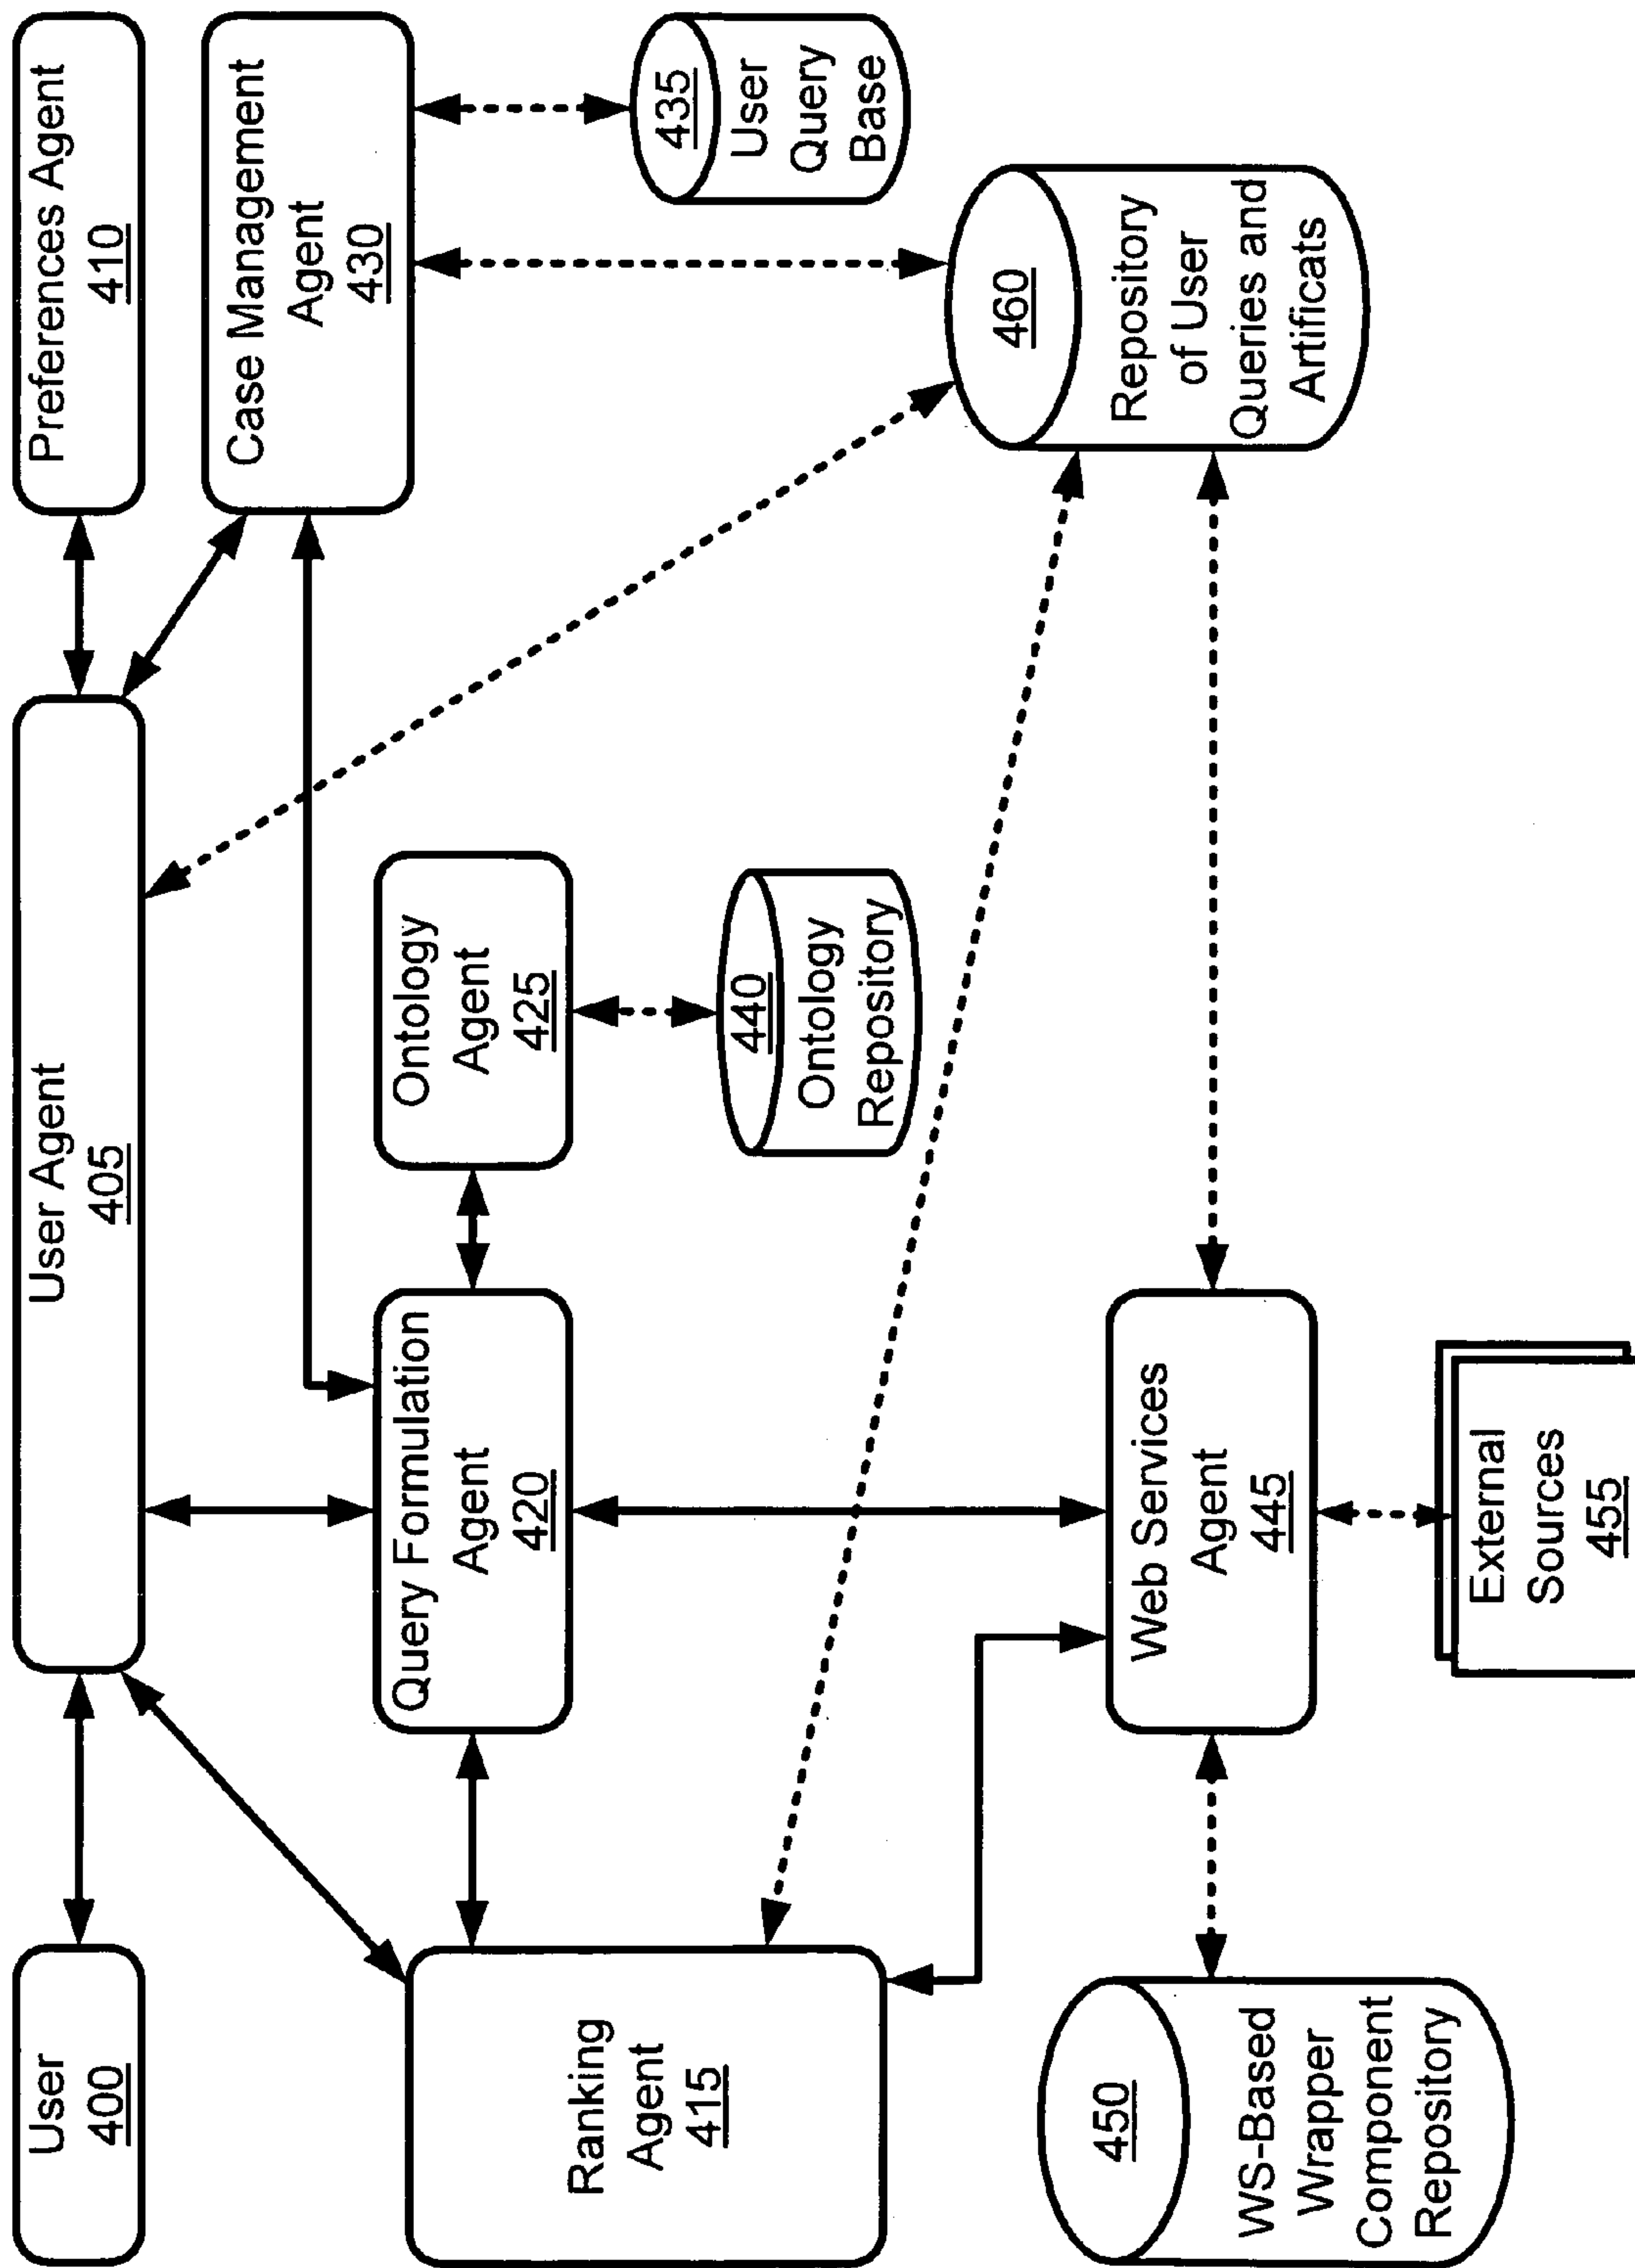 User
400
User Agent
405
Preferences Agent
410
Case Management
Agent
430
Ranking
Agent
415
Query Formulation
Agent
420
Ontology
Agent
425
435
User
Query
Base
440
Ontology
Repository
450
WS-Based
Wrapper
Component
Repository
Web Services
Agent
445
External
Sources
455
460
Repository
of User
Queries and
Artificats